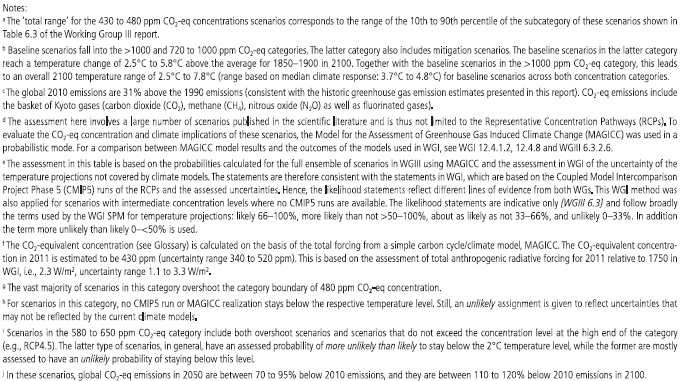 Notes:
ᵃ The 'total range' for the 430 to 480 ppm CO₂-eq concentrations scenarios corresponds to the range of the 10th to 90th percentile of the subcategory of these scenarios shown in
Table 6.3 of the Working Group III report.
ᵇ Baseline scenarios fall into the >1000 and 720 to 1000 ppm CO₂-eq categories. The latter category also includes mitigation scenarios. The baseline scenarios in the latter category
reach a temperature change of 2.5°C to 5.8°C above the average for 1850–1900 in 2100. Together with the baseline scenarios in the >1000 ppm CO₂-eq category, this leads
to an overall 2100 temperature range of 2.5°C to 7.8°C (range based on median climate response: 3.7°C to 4.8°C) for baseline scenarios across both concentration categories.
ᶜ The global 2010 emissions are 31% above the 1990 emissions (consistent with the historic greenhouse gas emission estimates presented in this report). CO₂-eq emissions include
the basket of Kyoto gases (carbon dioxide (CO₂), methane (CH₄), nitrous oxide (N₂O) as well as fluorinated gases).
ᵈ The assessment here involves a large number of scenarios published in the scientific literature and is thus not limited to the Representative Concentration Pathways (RCPs). To
evaluate the CO₂-eq concentration and climate implications of these scenarios, the Model for the Assessment of Greenhouse Gas Induced Climate Change (MAGICC) was used in a
probabilistic mode. For a comparison between MAGICC model results and the outcomes of the models used in WGI, see WGI 12.4.1.2, 12.4.8 and WGIII 6.3.2.6.
ᵉ The assessment in this table is based on the probabilities calculated for the full ensemble of scenarios in WGIII using MAGICC and the assessment in WGI of the uncertainty of the
temperature projections not covered by climate models. The statements are therefore consistent with the statements in WGI, which are based on the Coupled Model Intercomparison
Project Phase 5 (CMIP5) runs of the RCPs and the assessed uncertainties. Hence, the likelihood statements reflect different lines of evidence from both WGs. This WGI method was
also applied for scenarios with intermediate concentration levels where no CMIP5 runs are available. The likelihood statements are indicative only (WGIII 6.3) and follow broadly
the terms used by the WGI SPM for temperature projections: likely 66–100%, more likely than not >50–100%, about as likely as not 33–66%, and unlikely 0–33%. In addition
the term more unlikely than likely 0–<50% is used.
ᶠ The CO₂-equivalent concentration (see Glossary) is calculated on the basis of the total forcing from a simple carbon cycle/climate model, MAGICC. The CO₂-equivalent concentra-
tion in 2011 is estimated to be 430 ppm (uncertainty range 340 to 520 ppm). This is based on the assessment of total anthropogenic radiative forcing for 2011 relative to 1750 in
WGI, i.e., 2.3 W/m², uncertainty range 1.1 to 3.3 W/m².
ᵍ The vast majority of scenarios in this category overshoot the category boundary of 480 ppm CO₂-eq concentration.
ʰ For scenarios in this category, no CMIP5 run or MAGICC realization stays below the respective temperature level. Still, an unlikely assignment is given to reflect uncertainties that
may not be reflected by the current climate models.
ⁱ Scenarios in the 580 to 650 ppm CO₂-eq category include both overshoot scenarios and scenarios that do not exceed the concentration level at the high end of the category
(e.g., RCP4.5). The latter type of scenarios, in general, have an assessed probability of more unlikely than likely to stay below the 2°C temperature level, while the former are mostly
assessed to have an unlikely probability of staying below this level.
ʲ In these scenarios, global CO₂-eq emissions in 2050 are between 70 to 95% below 2010 emissions, and they are between 110 to 120% below 2010 emissions in 2100.